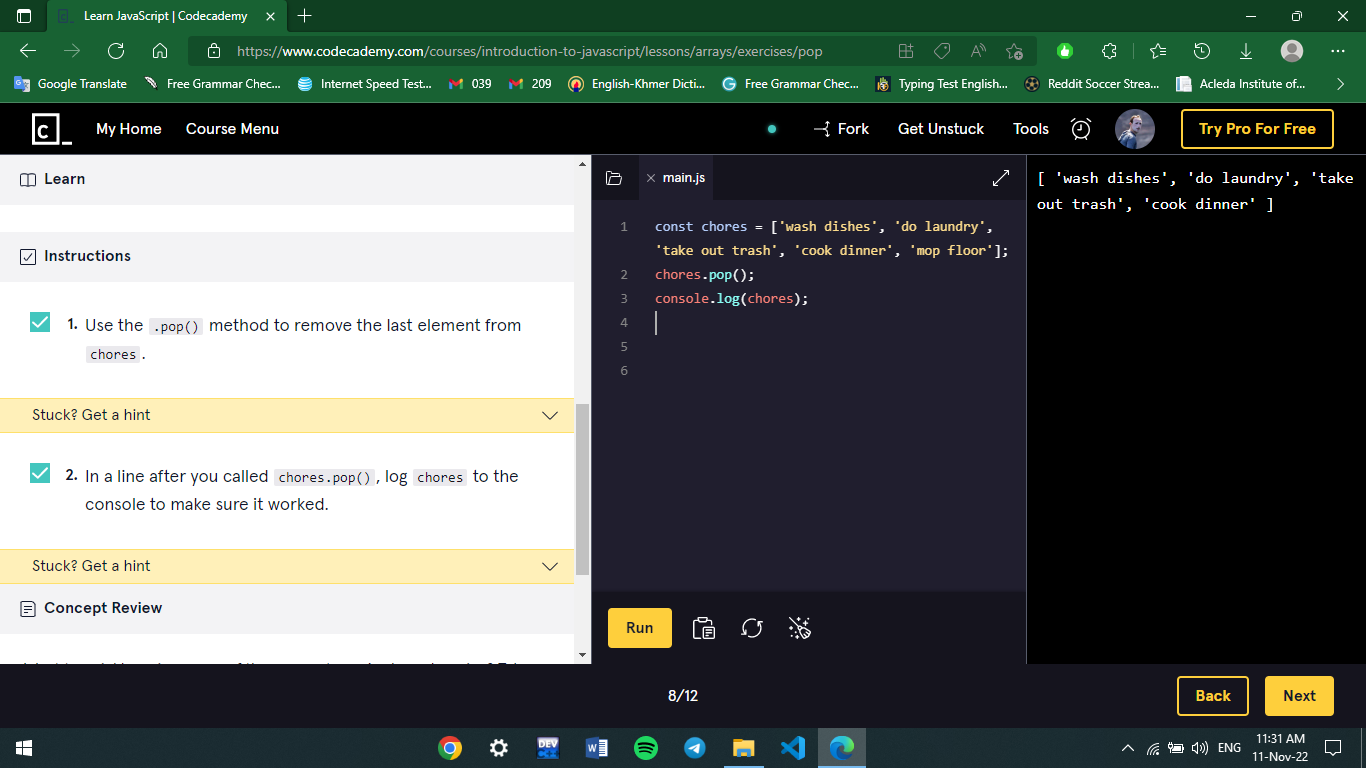 Learn JavaScript | Codecademy
https://www.codecademy.com/courses/introduction-to-javascript/lessons/arrays/exercises/pop
Google Translate
Free Grammar Chec...
Internet Speed Test...
039
209
English-Khmer Dicti...
Free Grammar Chec...
Typing Test English...
Reddit Soccer Strea...
Acleda Institute of...
My Home
Course Menu
Fork
Get Unstuck
Tools
Try Pro For Free
Learn
Instructions
1. Use the .pop() method to remove the last element from
chores .
Stuck? Get a hint
2. In a line after you called chores.pop(), log chores to the
console to make sure it worked.
Stuck? Get a hint
Concept Review
main.js
1 const chores = ['wash dishes', 'do laundry',
'take out trash', 'cook dinner', 'mop floor'];
2 chores.pop();
3 console.log(chores);
4
5
6
Run
[ 'wash dishes', 'do laundry', 'take
out trash', 'cook dinner' ]
8/12
Back
Next
DEV
ENG
11:31 AM
11-Nov-22